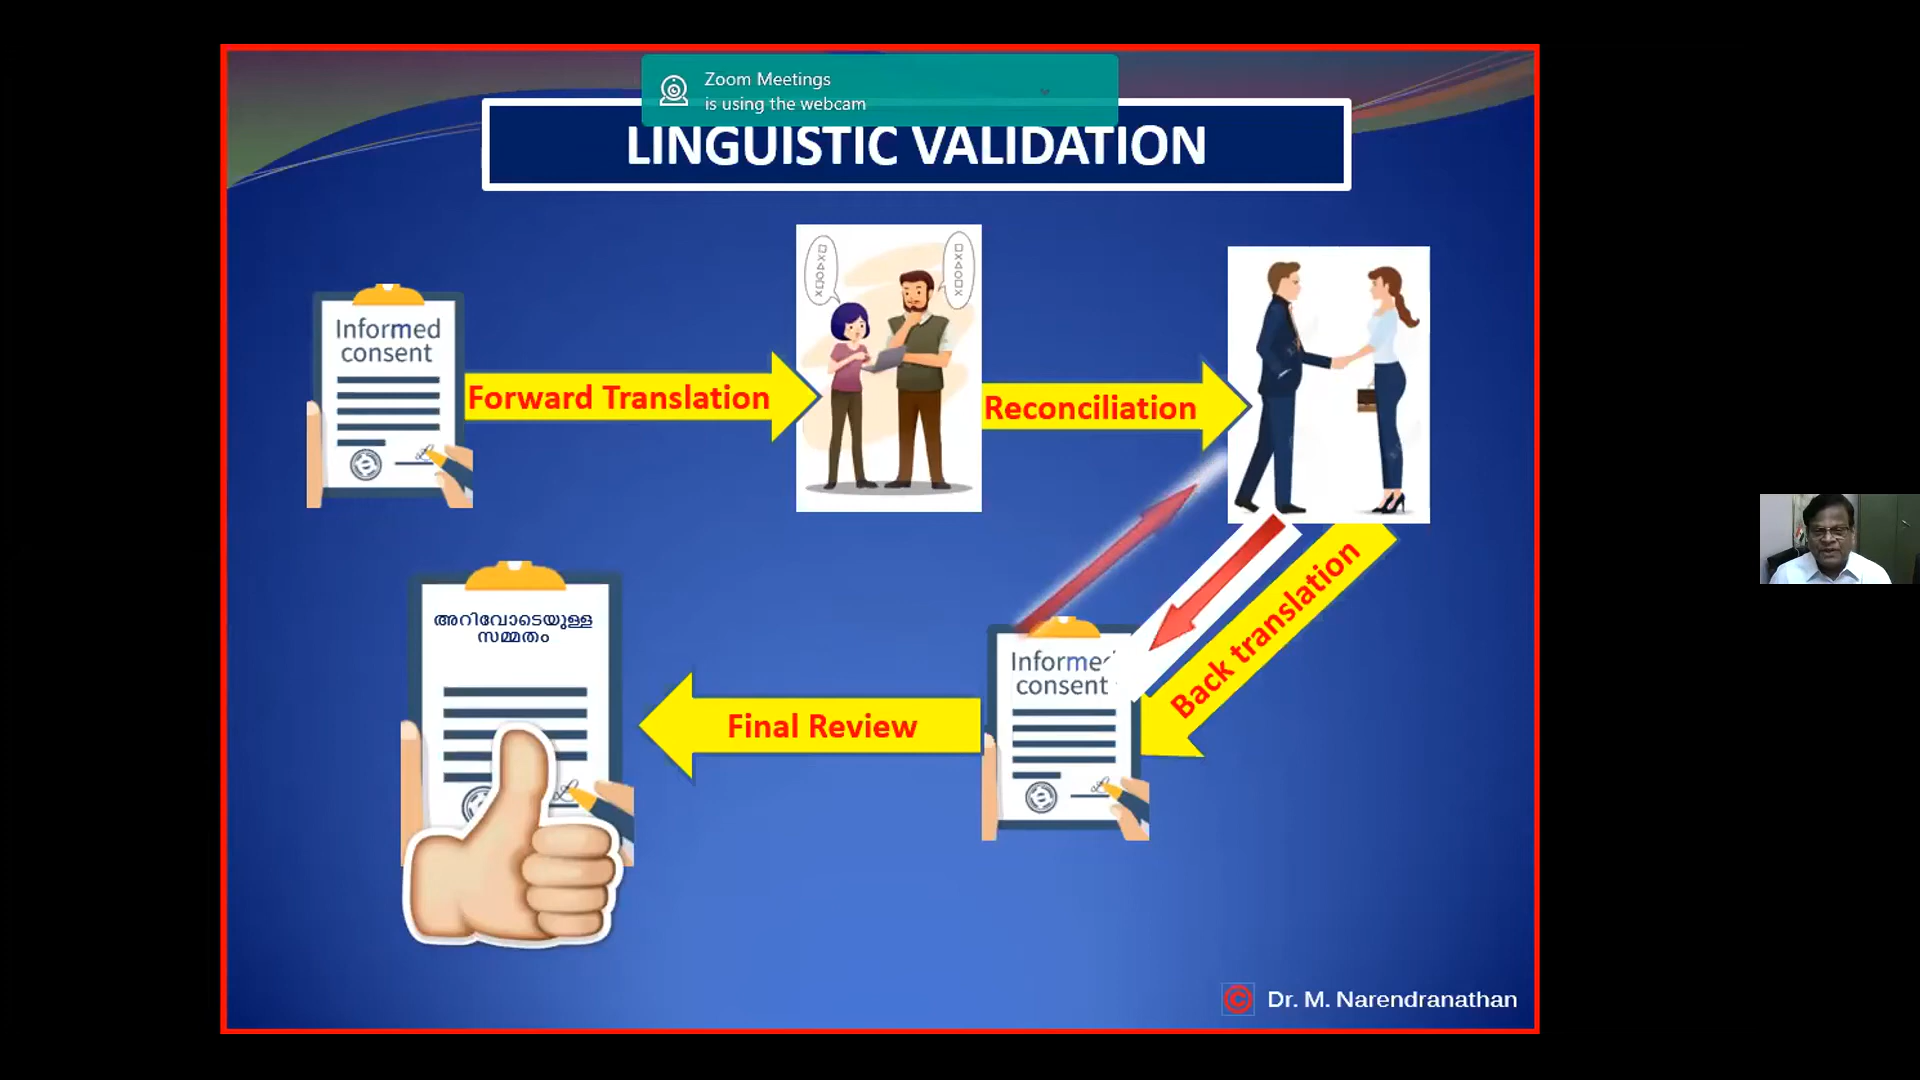 Zoom Meetings
is using the webcam
LINGUISTIC VALIDATION
Informed
consent
Forward Translation
Reconciliation
Back translation
Informed
consent
Final Review
അറിവോടെയുള്ള
സമ്മതം
© Dr. M. Narendranathan